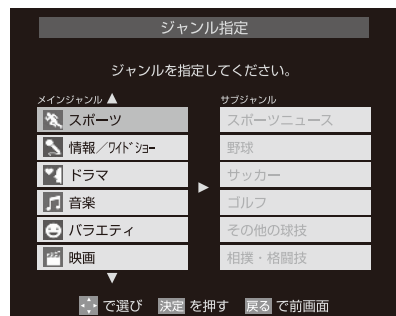 ジャンル指定
ジャンルを指定してください。
メインジャンル ▲
スポーツ
情報／ﾜｲﾄﾞｼｮｰ
ドラマ
音楽
バラエティ
映画
▼
▶
サブジャンル
スポーツニュース
野球
サッカー
ゴルフ
その他の球技
相撲・格闘技
で選び 決定 を押す 戻る で前画面